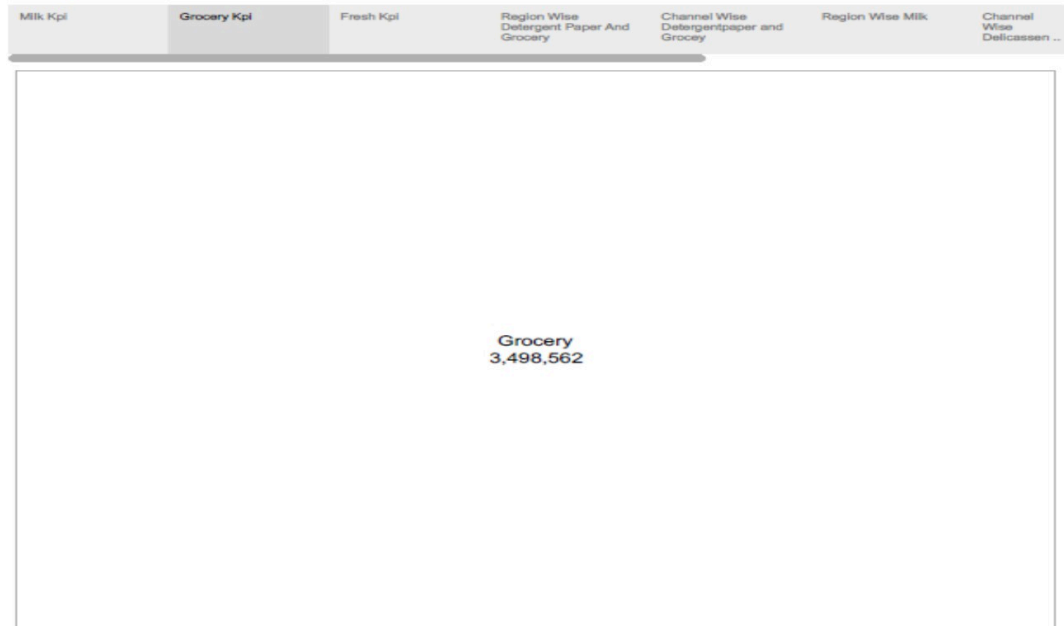 Milk Kpi
Grocery Kpi
Fresh Kpi
Region Wise
Detergent Paper And
Grocery
Channel Wise
Detergentpaper and
Grocey
Region Wise Milk
Channel
Wise
Delicassen ..
Grocery
3,498,562